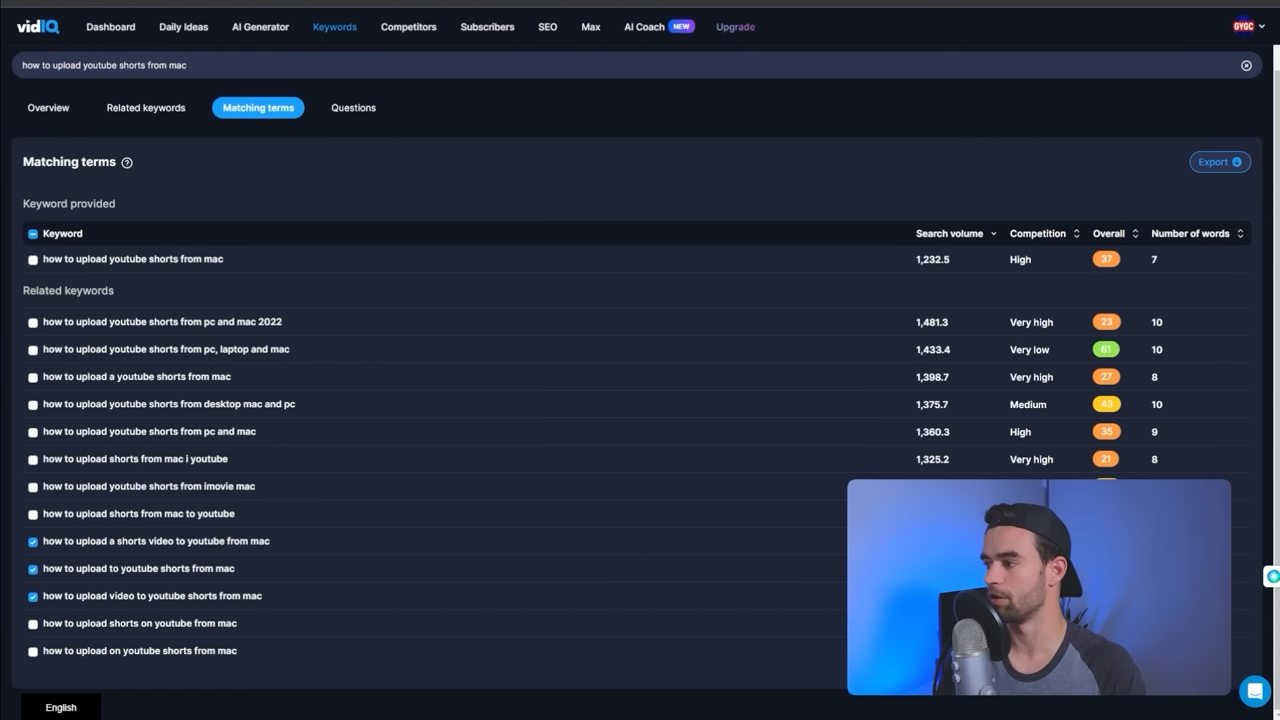 vidIQ Dashboard Daily Ideas AI Generator Keywords Competitors Subscribers SEO Max AI Coach NEW Upgrade GYGC
how to upload youtube shorts from mac
Overview Related keywords Matching terms Questions
Matching terms ?
Export
Keyword provided
Keyword Search volume Competition Overall Number of words
how to upload youtube shorts from mac 1,232.5 High 37 7
Related keywords
how to upload youtube shorts from pc and mac 2022 1,481.3 Very high 23 10
how to upload youtube shorts from pc, laptop and mac 1,433.4 Very low 61 10
how to upload a youtube shorts from mac 1,398.7 Very high 27 8
how to upload youtube shorts from desktop mac and pc 1,375.7 Medium 43 10
how to upload youtube shorts from pc and mac 1,360.3 High 35 9
how to upload shorts from mac i youtube 1,325.2 Very high 21 8
how to upload youtube shorts from imovie mac
how to upload shorts from mac to youtube
how to upload a shorts video to youtube from mac
how to upload to youtube shorts from mac
how to upload video to youtube shorts from mac
how to upload shorts on youtube from mac
how to upload on youtube shorts from mac
English